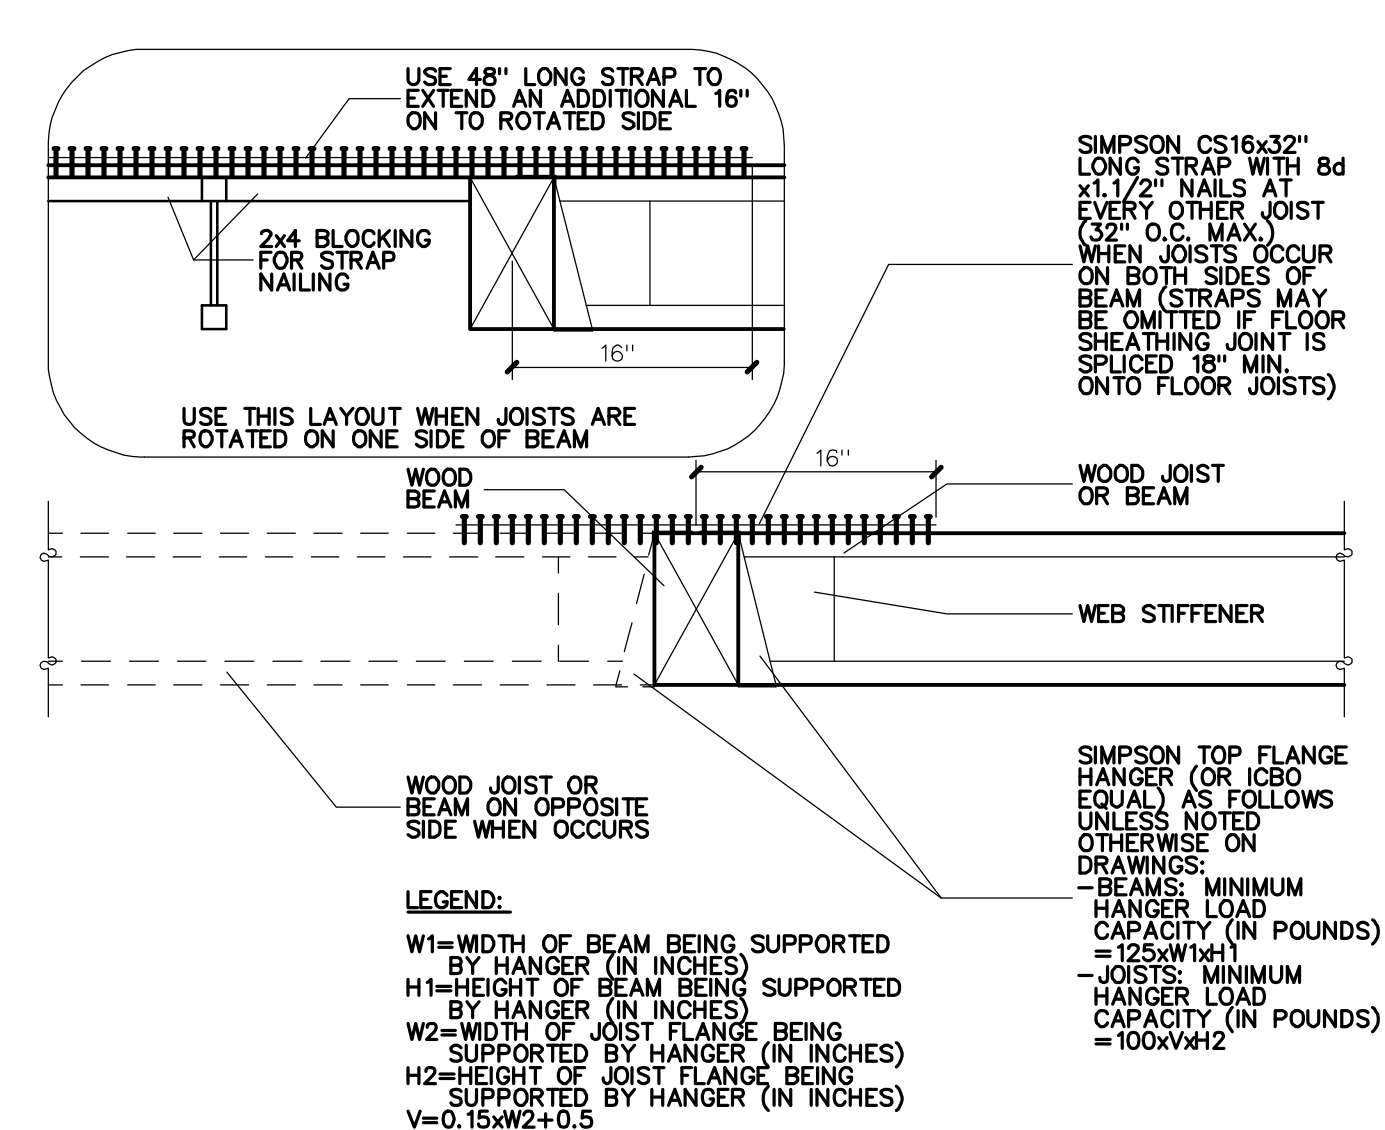 USE 48" LONG STRAP TO
EXTEND AN ADDITIONAL 16"
ON TO ROTATED SIDE
2x4 BLOCKING
FOR STRAP
NAILING
16"
USE THIS LAYOUT WHEN JOISTS ARE
ROTATED ON ONE SIDE OF BEAM
SIMPSON CS16x32"
LONG STRAP WITH 8d
x1.1/2" NAILS AT
EVERY OTHER JOIST
(32" O.C. MAX.)
WHEN JOISTS OCCUR
ON BOTH SIDES OF
BEAM (STRAPS MAY
BE OMITTED IF FLOOR
SHEATHING JOINT IS
SPLICED 18" MIN.
ONTO FLOOR JOISTS)
WOOD
BEAM
16"
WOOD JOIST
OR BEAM
WEB STIFFENER
WOOD JOIST OR
BEAM ON OPPOSITE
SIDE WHEN OCCURS
SIMPSON TOP FLANGE
HANGER (OR ICBO
EQUAL) AS FOLLOWS
UNLESS NOTED
OTHERWISE ON
DRAWINGS:
-BEAMS: MINIMUM
HANGER LOAD
CAPACITY (IN POUNDS)
=125xW1xH1
-JOISTS: MINIMUM
HANGER LOAD
CAPACITY (IN POUNDS)
=100xVxH2
LEGEND:
W1=WIDTH OF BEAM BEING SUPPORTED
BY HANGER (IN INCHES)
H1=HEIGHT OF BEAM BEING SUPPORTED
BY HANGER (IN INCHES)
W2=WIDTH OF JOIST FLANGE BEING
SUPPORTED BY HANGER (IN INCHES)
H2=HEIGHT OF JOIST FLANGE BEING
SUPPORTED BY HANGER (IN INCHES)
V=0.15xW2+0.5